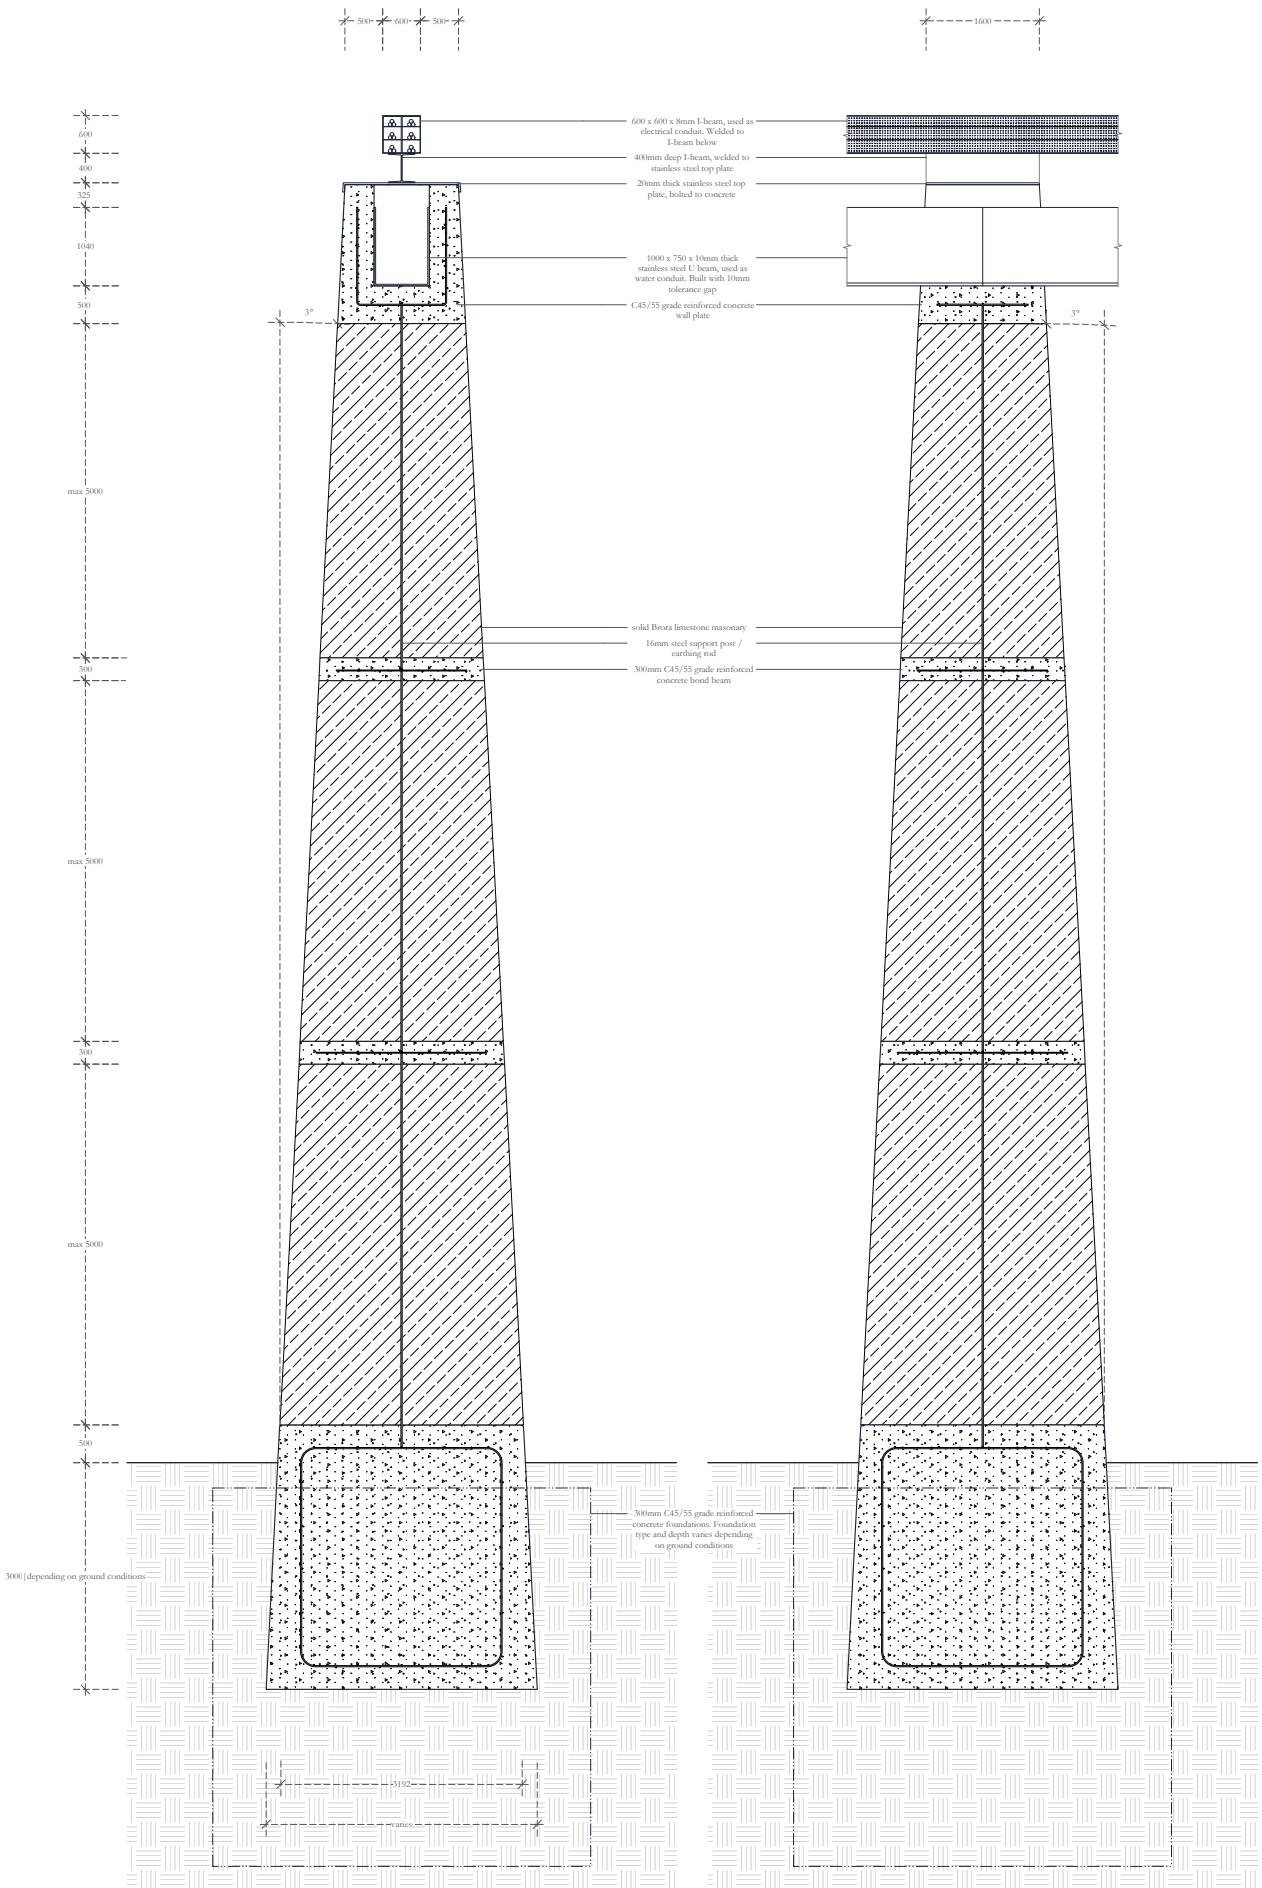 500
600
500
1600
600
400
325
1040
500
max 5000
300
max 5000
300
max 5000
500
3000 | depending on ground conditions
3°
3°
600 x 600 x 8mm I-beam, used as
electrical conduit. Welded to
I-beam below
400mm deep I-beam, welded to
stainless steel top plate
20mm thick stainless steel top
plate, bolted to concrete
1000 x 750 x 10mm thick
stainless steel U beam, used as
water conduit. Built with 10mm
tolerance gap
C45/55 grade reinforced concrete
wall plate
solid Brora limestone masonary
16mm steel support post /
earthing rod
300mm C45/55 grade reinforced
concrete bond beam
300mm C45/55 grade reinforced
concrete foundations. Foundation
type and depth varies depending
on ground conditions
3192
varies